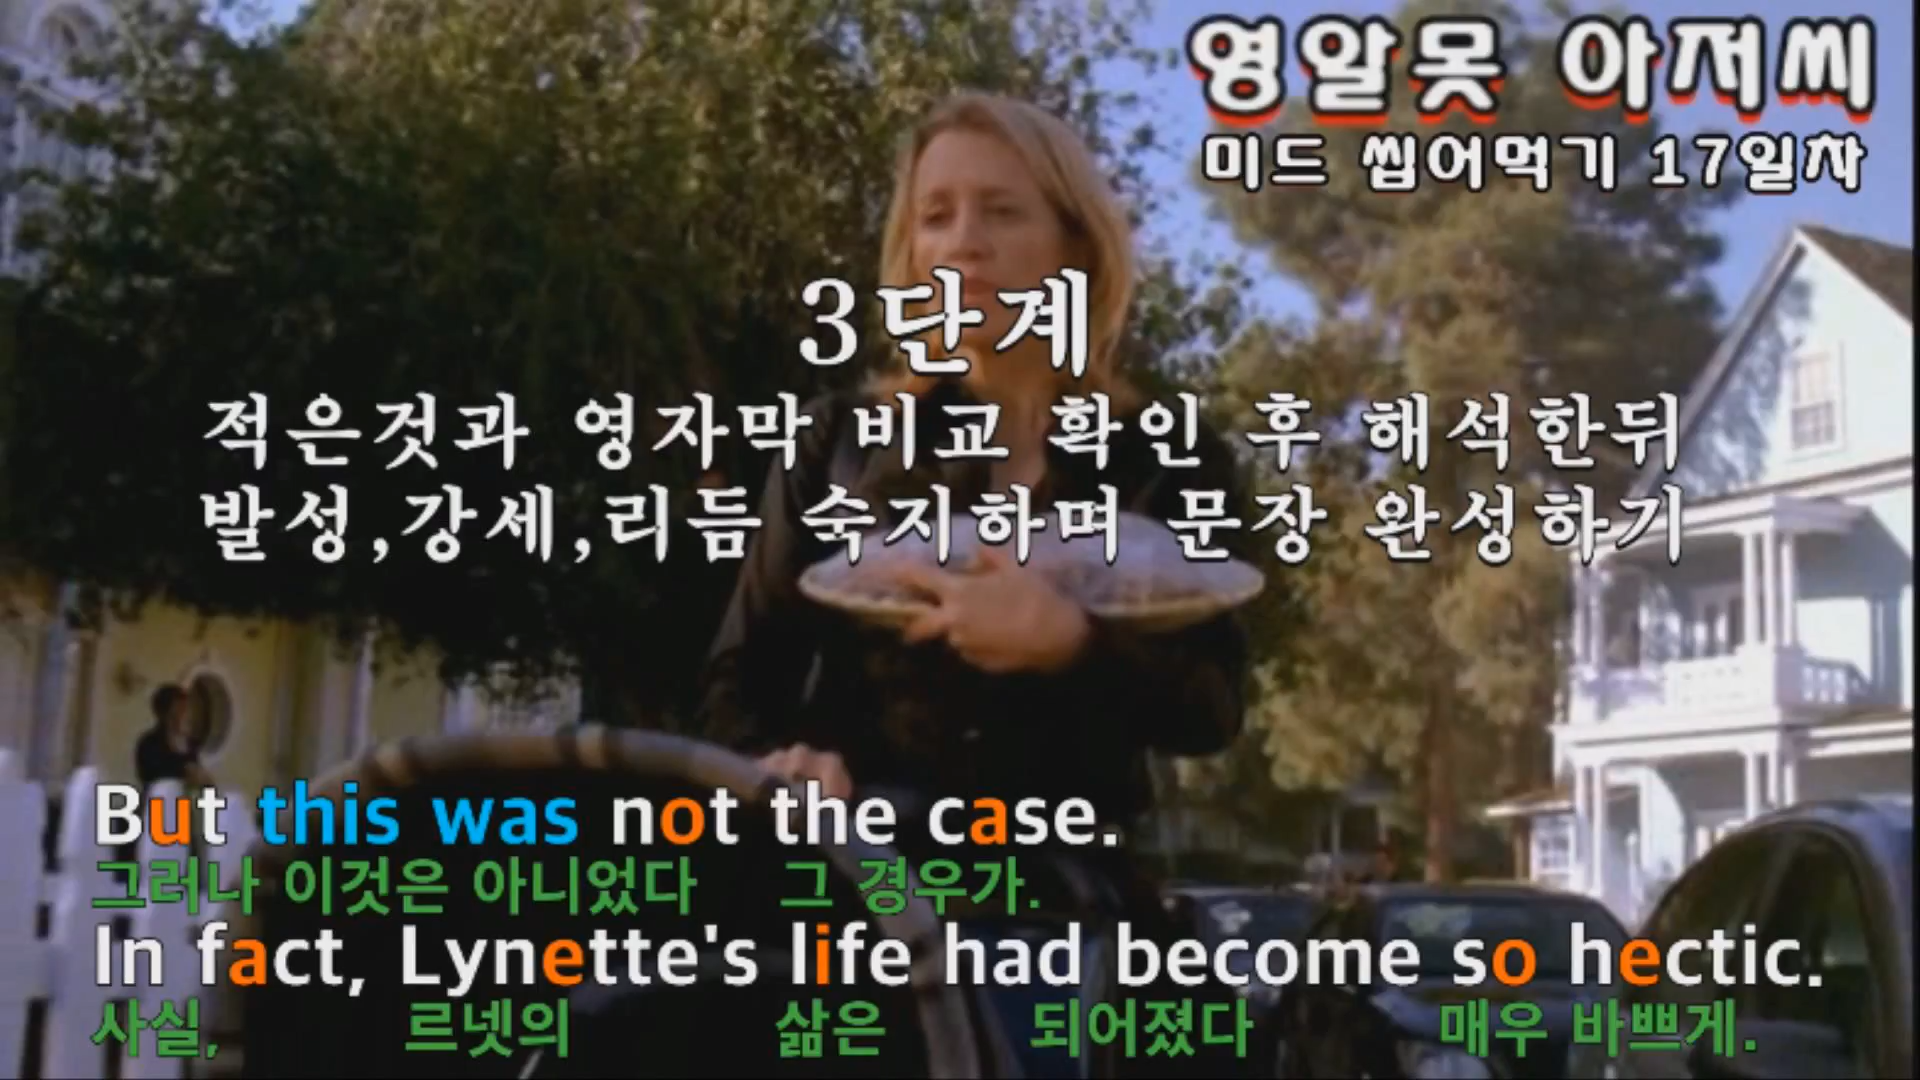 영알못 아저씨
미드 씹어먹기 17일차
3단계
적은것과 영자막 비교 확인 후 해석한뒤
발성,강세,리듬 숙지하며 문장 완성하기
But this was not the case.
그러나 이것은 아니었다 그 경우가.
In fact, Lynette's life had become so hectic.
사실, 르넷의 삶은 되어졌다 매우 바쁘게.